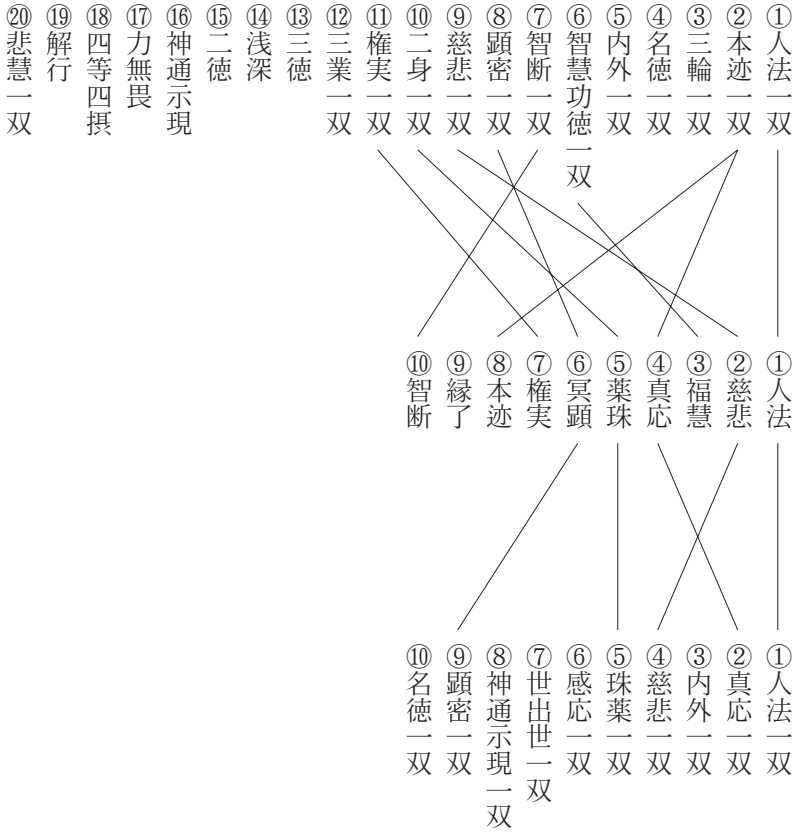 ①人法一双
②本迹一双
③三輪一双
④名徳一双
⑤内外一双
⑥智慧功徳一双
⑦智断一双
⑧顕密一双
⑨慈悲一双
⑩二身一双
⑪権実一双
⑫三業一双
⑬三徳
⑭浅深
⑮二徳
⑯神通示現
⑰力無畏
⑱四等四摂
⑲解行
⑳悲慧一双
①人法
②慈悲
③福慧
④真応
⑤薬珠
⑥冥顕
⑦権実
⑧本迹
⑨縁了
⑩智断
①人法一双
②真応一双
③内外一双
④慈悲一双
⑤珠薬一双
⑥感応一双
⑦世出世一双
⑧神通示現一双
⑨顕密一双
⑩名徳一双